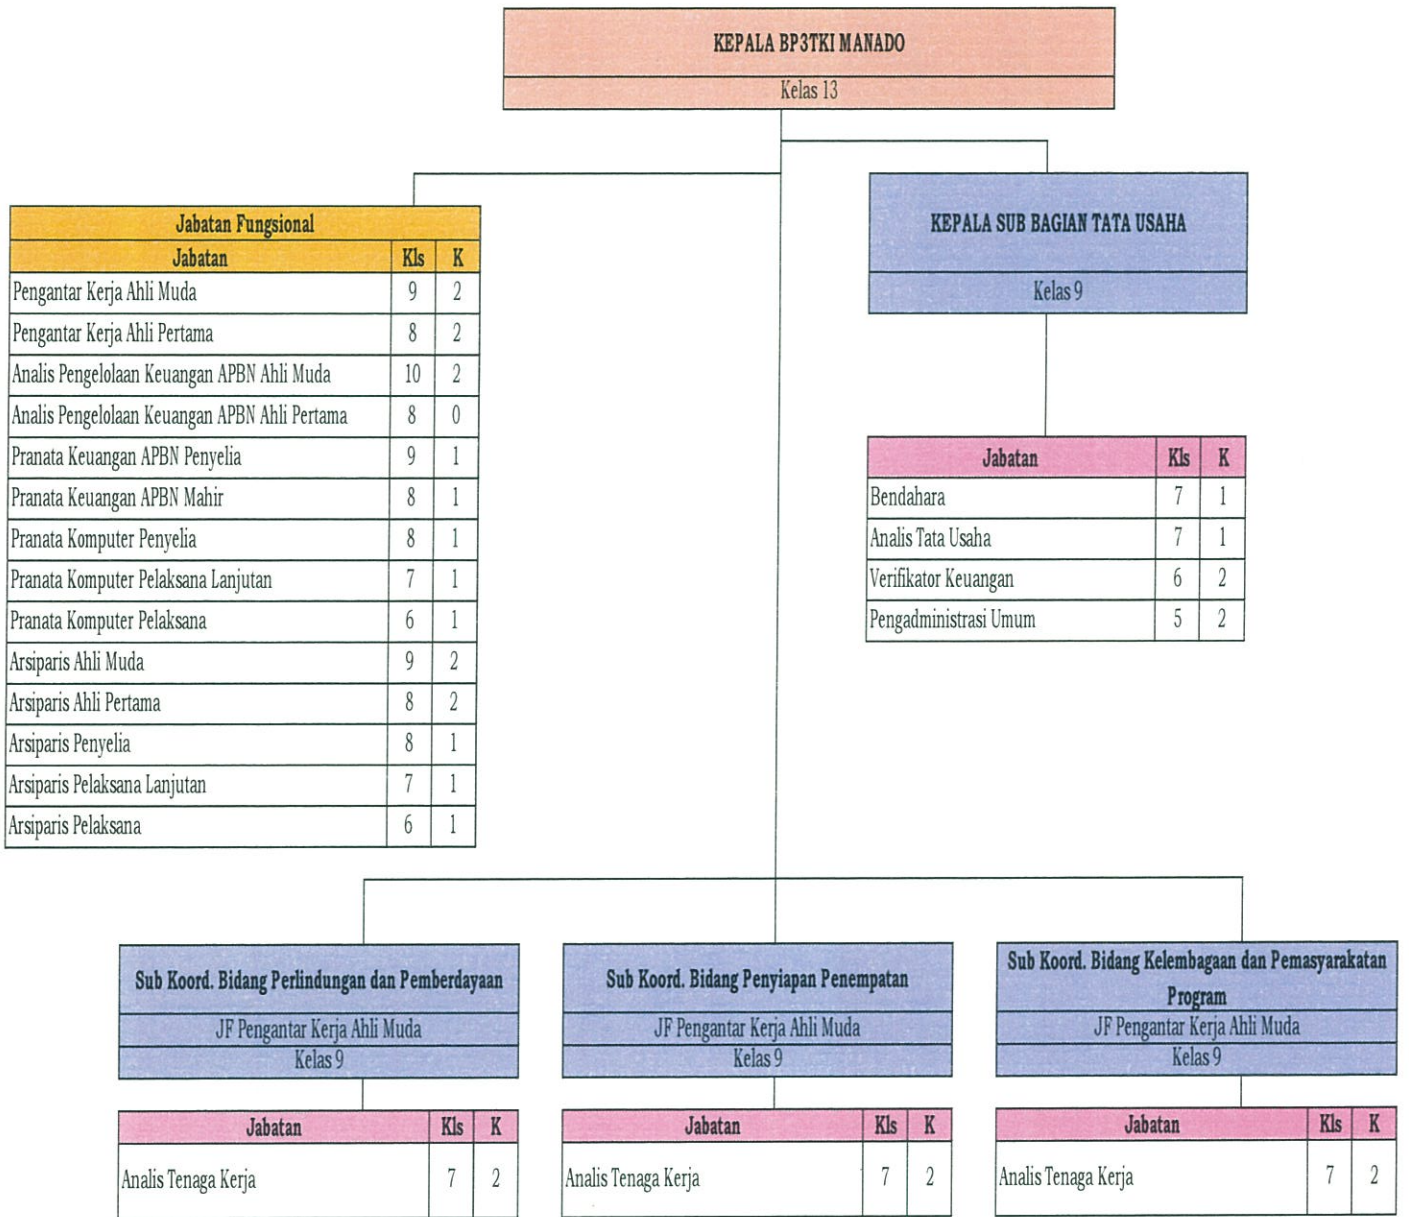 KEPALA BP3TKI MANADO
Kelas 13
KEPALA SUB BAGIAN TATA USAHA
Kelas 9
Jabatan Fungsional
Jabatan Kls K
Pengantar Kerja Ahli Muda 9 2
Pengantar Kerja Ahli Pertama 8 2
Analis Pengelolaan Keuangan APBN Ahli Muda 10 2
Analis Pengelolaan Keuangan APBN Ahli Pertama 8 0
Pranata Keuangan APBN Penyelia 9 1
Pranata Keuangan APBN Mahir 8 1
Pranata Komputer Penyelia 8 1
Pranata Komputer Pelaksana Lanjutan 7 1
Pranata Komputer Pelaksana 6 1
Arsiparis Ahli Muda 9 2
Arsiparis Ahli Pertama 8 2
Arsiparis Penyelia 8 1
Arsiparis Pelaksana Lanjutan 7 1
Arsiparis Pelaksana 6 1
Jabatan Kls K
Bendahara 7 1
Analis Tata Usaha 7 1
Verifikator Keuangan 6 2
Pengadministrasi Umum 5 2
Sub Koord. Bidang Perlindungan dan Pemberdayaan
JF Pengantar Kerja Ahli Muda
Kelas 9
Jabatan Kls K
Analis Tenaga Kerja 7 2
Sub Koord. Bidang Penyiapan Penempatan
JF Pengantar Kerja Ahli Muda
Kelas 9
Jabatan Kls K
Analis Tenaga Kerja 7 2
Sub Koord. Bidang Kelembagaan dan Pemasyarakatan
Program
JF Pengantar Kerja Ahli Muda
Kelas 9
Jabatan Kls K
Analis Tenaga Kerja 7 2